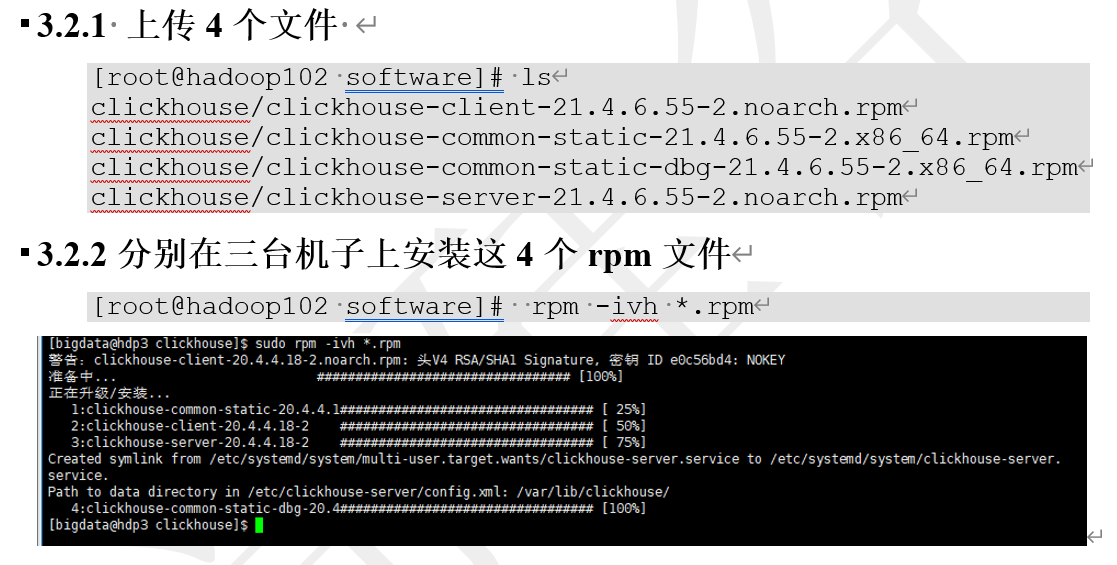 3.2.1 上传 4 个文件
[root@hadoop102 software]# ls
clickhouse/clickhouse-client-21.4.6.55-2.noarch.rpm
clickhouse/clickhouse-common-static-21.4.6.55-2.x86_64.rpm
clickhouse/clickhouse-common-static-dbg-21.4.6.55-2.x86_64.rpm
clickhouse/clickhouse-server-21.4.6.55-2.noarch.rpm
3.2.2 分别在三台机子上安装这 4 个 rpm 文件
[root@hadoop102 software]#  rpm -ivh *.rpm
[bigdata@hdp3 clickhouse]$ sudo rpm -ivh *.rpm
警告: clickhouse-client-20.4.4.18-2.noarch.rpm: 头V4 RSA/SHA1 Signature, 密钥 ID e0c56bd4: NOKEY
准备中... ################################# [100%]
正在升级/安装...
1:clickhouse-common-static-20.4.4.1################################# [ 25%]
2:clickhouse-client-20.4.4.18-2 ################################# [ 50%]
3:clickhouse-server-20.4.4.18-2 ################################# [ 75%]
Created symlink from /etc/systemd/system/multi-user.target.wants/clickhouse-server.service to /etc/systemd/system/clickhouse-server.
service.
Path to data directory in /etc/clickhouse-server/config.xml: /var/lib/clickhouse/
4:clickhouse-common-static-dbg-20.4################################# [100%]
[bigdata@hdp3 clickhouse]$